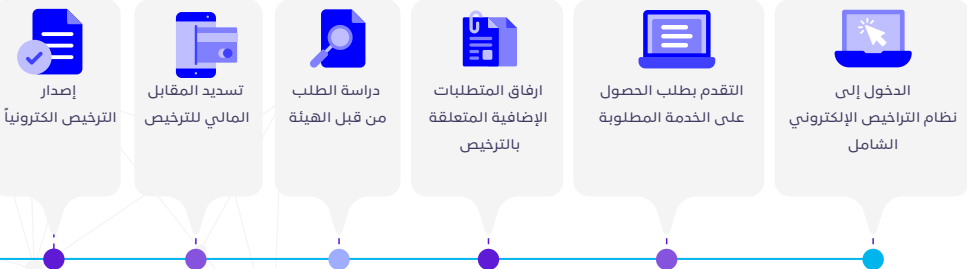 الدخول إلى
نظام التراخيص الإلكتروني
الشامل
التقدم بطلب الحصول
على الخدمة المطلوبة
ارفاق المتطلبات
الإضافية المتعلقة
بالترخيص
دراسة الطلب
من قبل الهيئة
تسديد المقابل
المالي للترخيص
إصدار
الترخيص الكترونياً